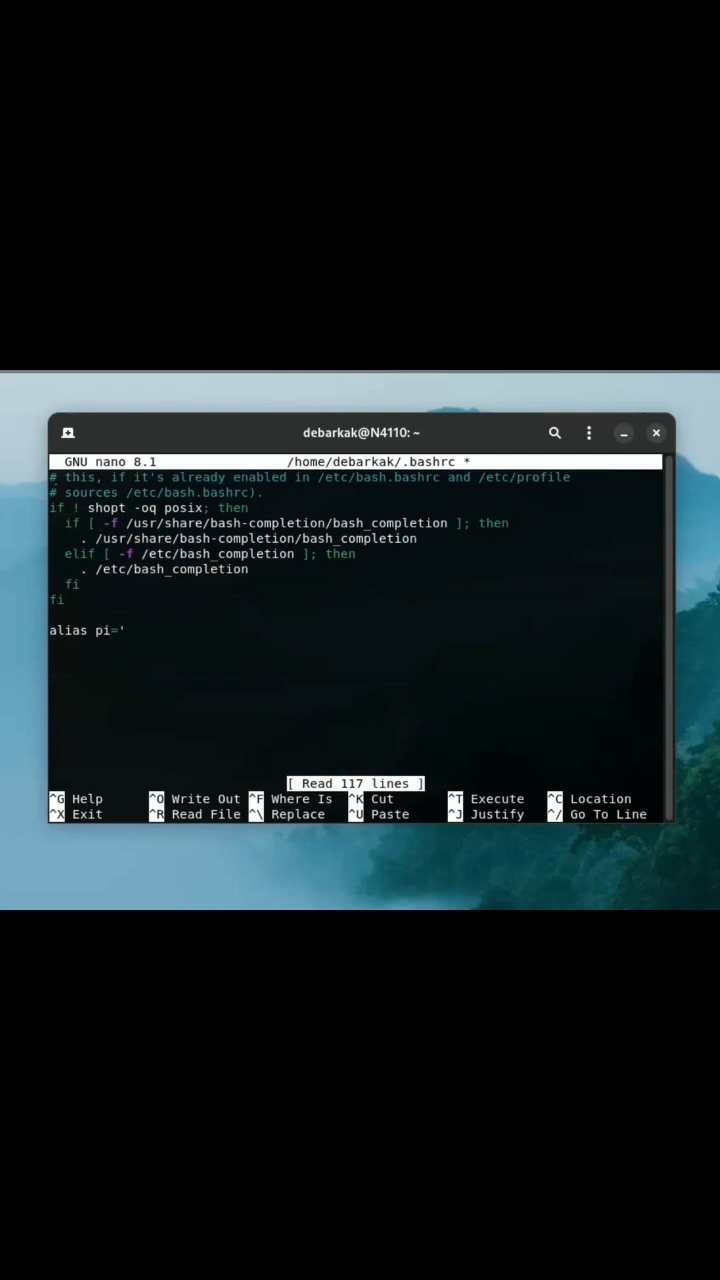 debarkak@N4110: ~
GNU nano 8.1 /home/debarkak/.bashrc *
# this, if it's already enabled in /etc/bash.bashrc and /etc/profile
# sources /etc/bash.bashrc).
if ! shopt -oq posix; then
  if [ -f /usr/share/bash-completion/bash_completion ]; then
    . /usr/share/bash-completion/bash_completion
  elif [ -f /etc/bash_completion ]; then
    . /etc/bash_completion
  fi
fi
alias pi='
[ Read 117 lines ]
^G Help ^O Write Out ^F Where Is ^K Cut ^T Execute ^C Location
^X Exit ^R Read File ^\ Replace ^U Paste ^J Justify ^/ Go To Line